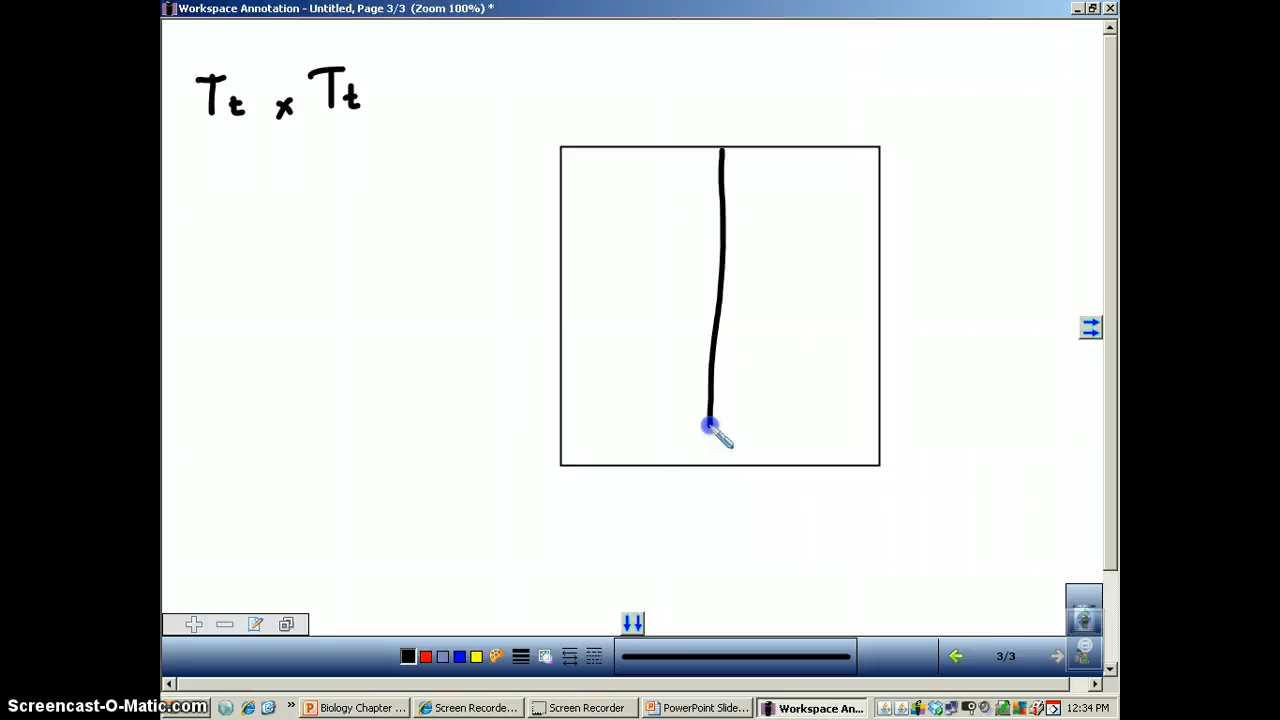 Workspace Annotation - Untitled, Page 3/3 (Zoom 100%) *
Tt x Tt
3/3
Screencast-O-Matic.com
»
Biology Chapter ...
Screen Recorde...
Screen Recorder
PowerPoint Slide...
Workspace An...
12:34 PM